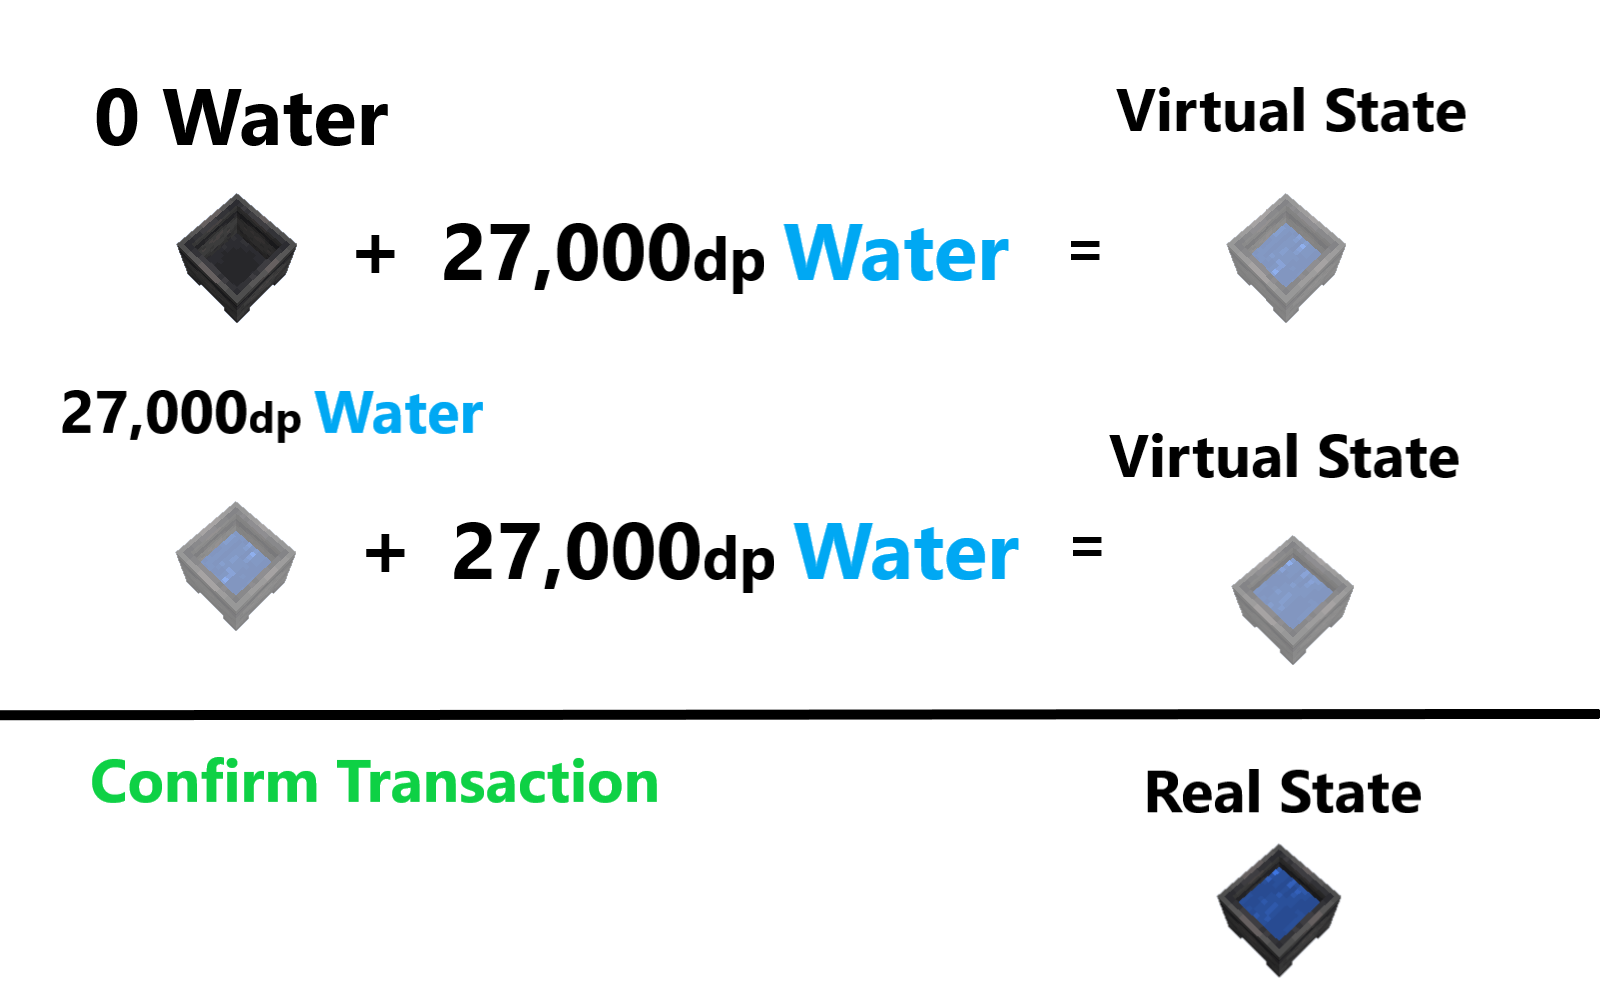 0 Water
Virtual State
+ 27,000dp Water =
27,000dp Water
Virtual State
+ 27,000dp Water =
Confirm Transaction
Real State